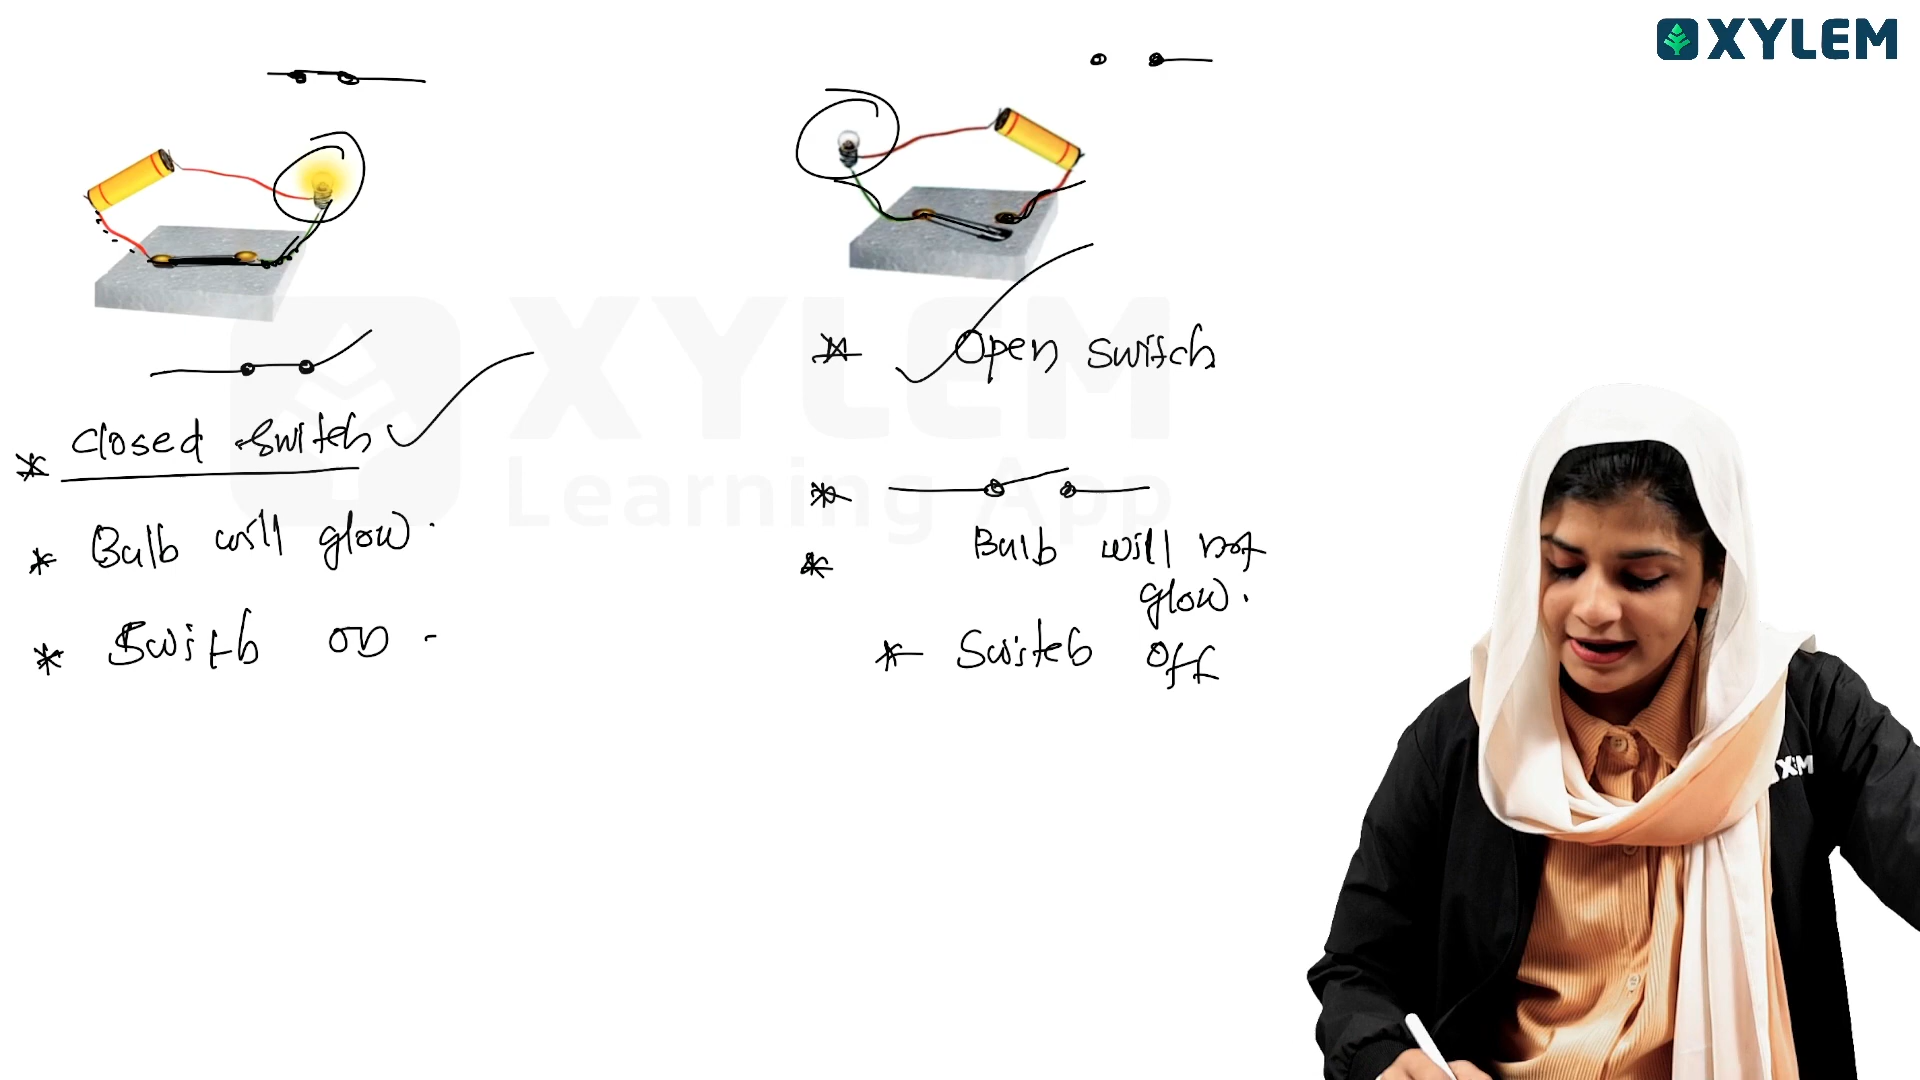 XYLEM
* closed switch
* Bulb will glow.
* Switch on -
* Open switch
*
* Bulb will not
glow.
* Switch off
XYLEM
Learning App
XYLEM